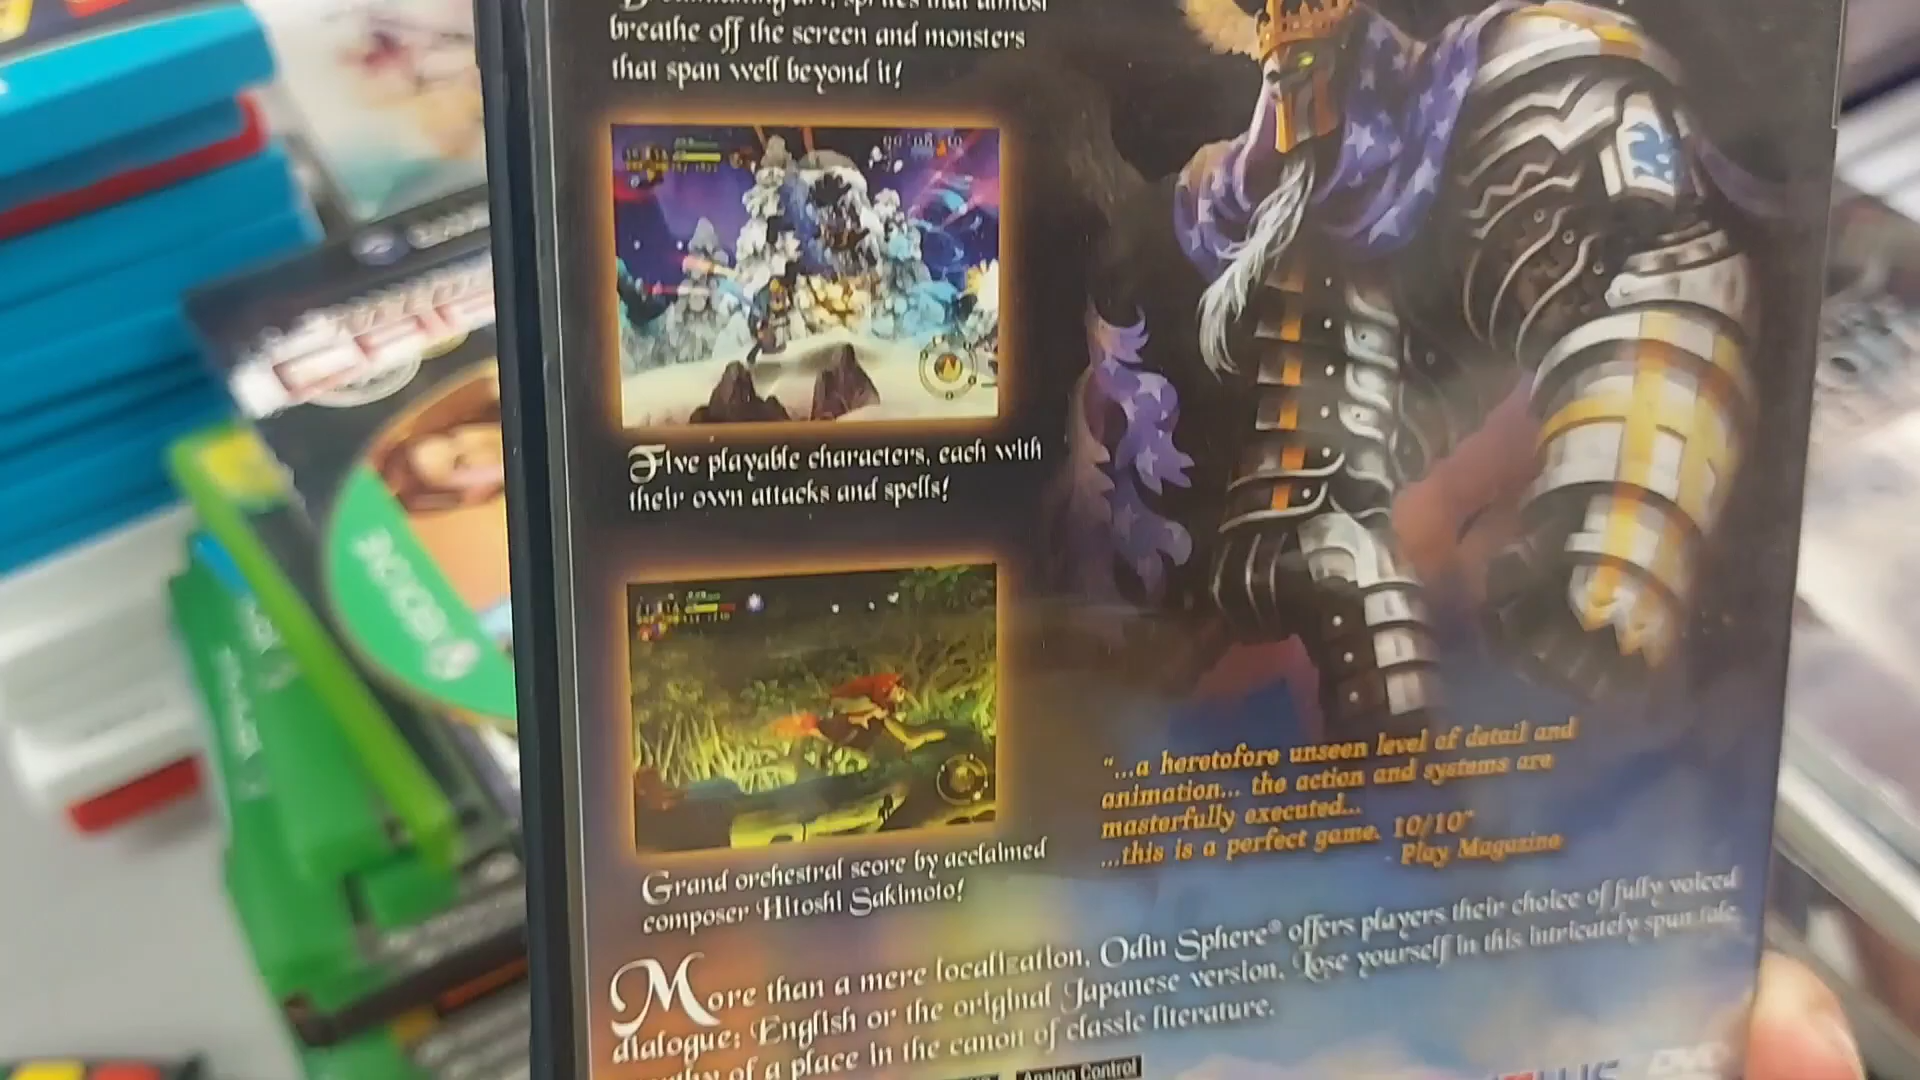 breathe off the screen and monsters
that span well beyond it!
Five playable characters, each with
their own attacks and spells!
Grand orchestral score by acclaimed
composer Hitoshi Sakimoto!
"...a heretofore unseen level of detail and
animation... the action and systems are
masterfully executed...
...this is a perfect game. 10/10"
- Play Magazine
More than a mere localization, Odin Sphere® offers players their choice of fully voiced
dialogue: English or the original Japanese version. Lose yourself in this intricately spun tale
of a place in the canon of classic literature.
Analog Control
XBOX